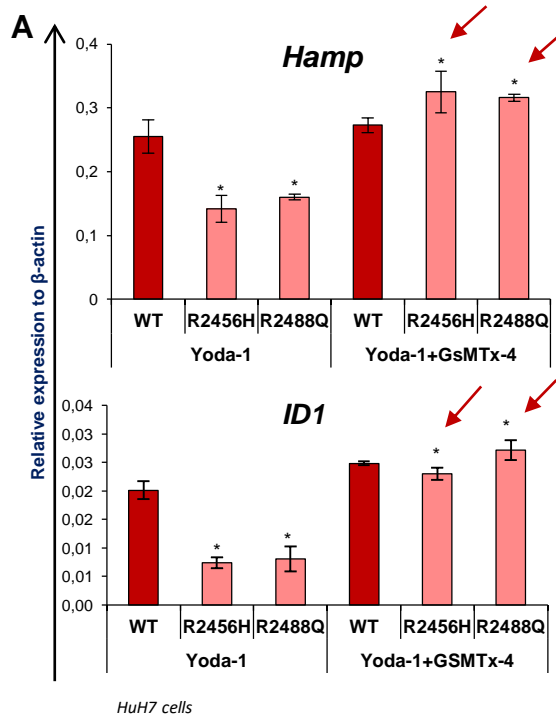 A
Relative expression to β-actin
Hamp
0,4
0,3
0,2
0,1
0
*
*
*
*
WT
R2456H
R2488Q
WT
R2456H
R2488Q
Yoda-1
Yoda-1+GsMTx-4
ID1
0,04
0,03
0,03
0,02
0,02
0,01
0,01
0,00
*
*
*
*
WT
R2456H
R2488Q
WT
R2456H
R2488Q
Yoda-1
Yoda-1+GSMTx-4
HuH7 cells